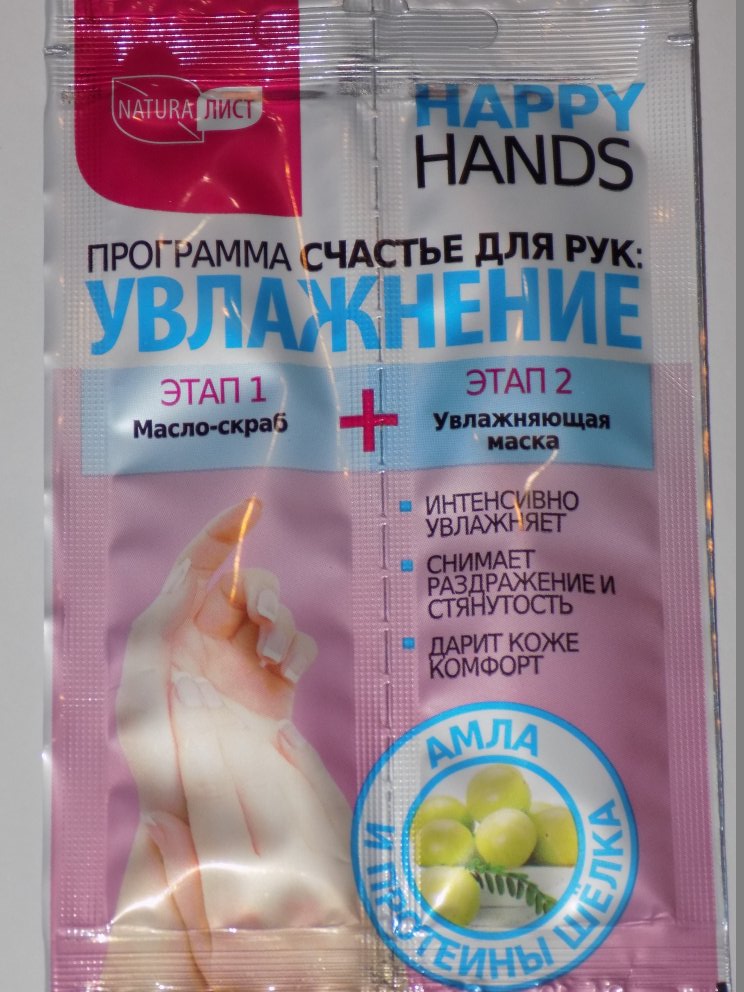 NATURA ЛИСТ
HAPPY
HANDS
ПРОГРАММА СЧАСТЬЕ ДЛЯ РУК:
УВЛАЖНЕНИЕ
ЭТАП 1
Масло-скраб
+
ЭТАП 2
Увлажняющая
маска
ИНТЕНСИВНО
УВЛАЖНЯЕТ
СНИМАЕТ
РАЗДРАЖЕНИЕ И
СТЯНУТОСТЬ
ДАРИТ КОЖЕ
КОМФОРТ
АМЛА
И ПРОТЕИНЫ ШЁЛКА